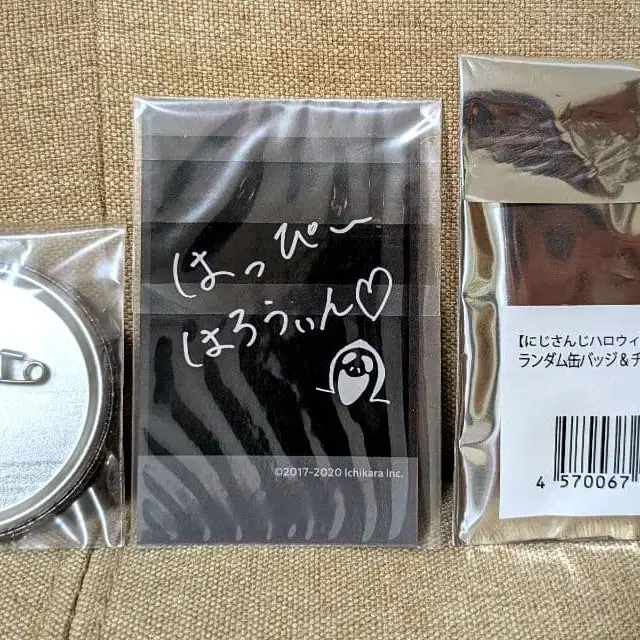 はっぴ〜
はろうぃん♡
©2017-2020 Ichikara Inc.
【にじさんじハロウィ
ランダム缶バッジ&チ
4 570067